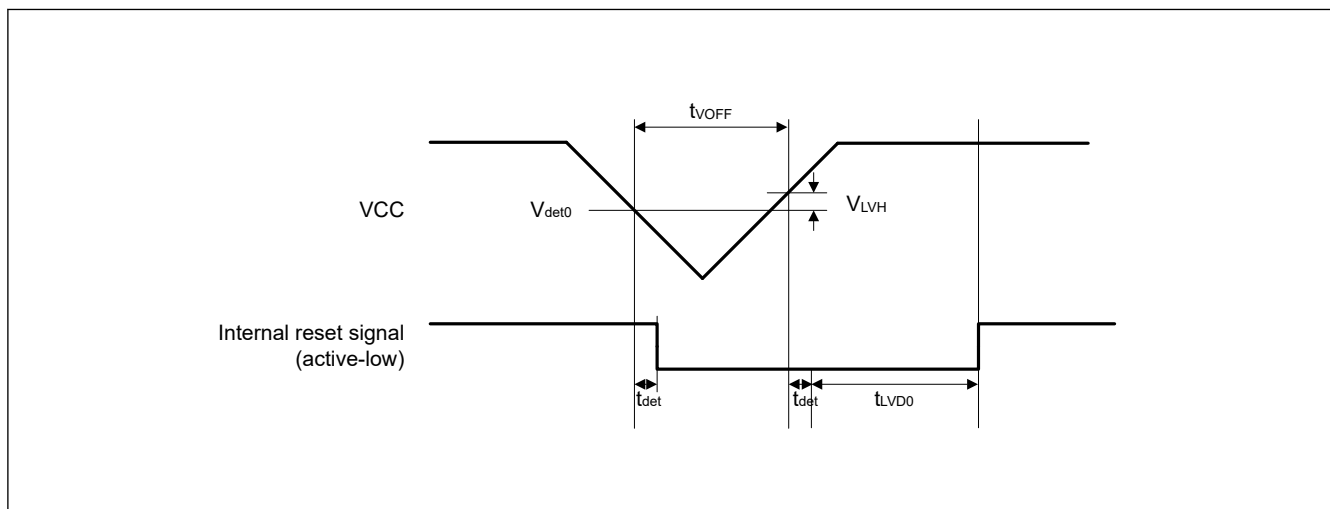 tVOFF
VCC
Vdet0
VLVH
Internal reset signal
(active-low)
tdet
tdet
tLVD0